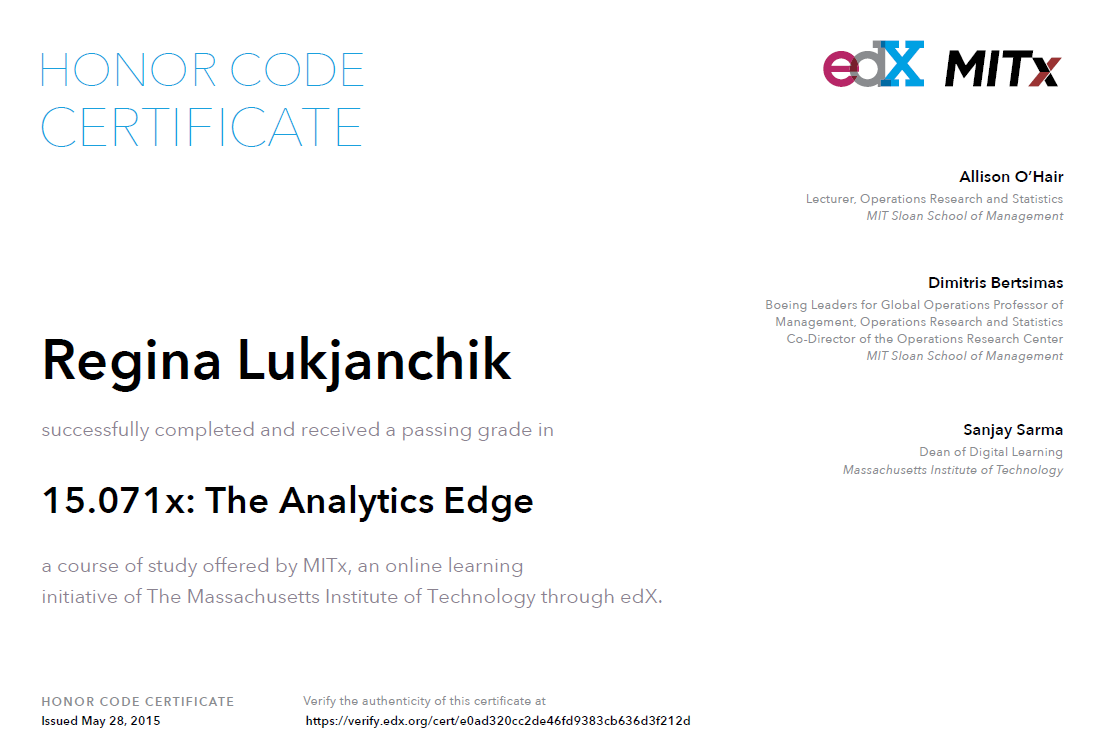 HONOR CODE
CERTIFICATE
edX MITx
Allison O'Hair
Lecturer, Operations Research and Statistics
MIT Sloan School of Management
Dimitris Bertsimas
Boeing Leaders for Global Operations Professor of
Management, Operations Research and Statistics
Co-Director of the Operations Research Center
MIT Sloan School of Management
Sanjay Sarma
Dean of Digital Learning
Massachusetts Institute of Technology
Regina Lukjanchik
successfully completed and received a passing grade in
15.071x: The Analytics Edge
a course of study offered by MITx, an online learning
initiative of The Massachusetts Institute of Technology through edX.
HONOR CODE CERTIFICATE
Issued May 28, 2015
Verify the authenticity of this certificate at
https://verify.edx.org/cert/e0ad320cc2de46fd9383cb636d3f212d